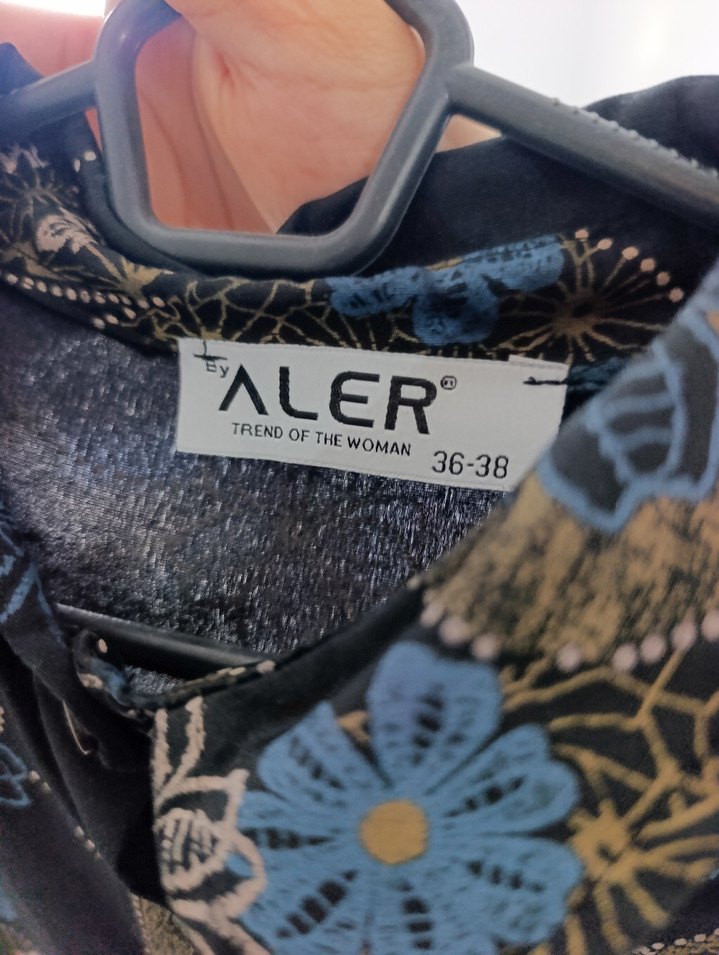 By ALER®
TREND OF THE WOMAN
36-38